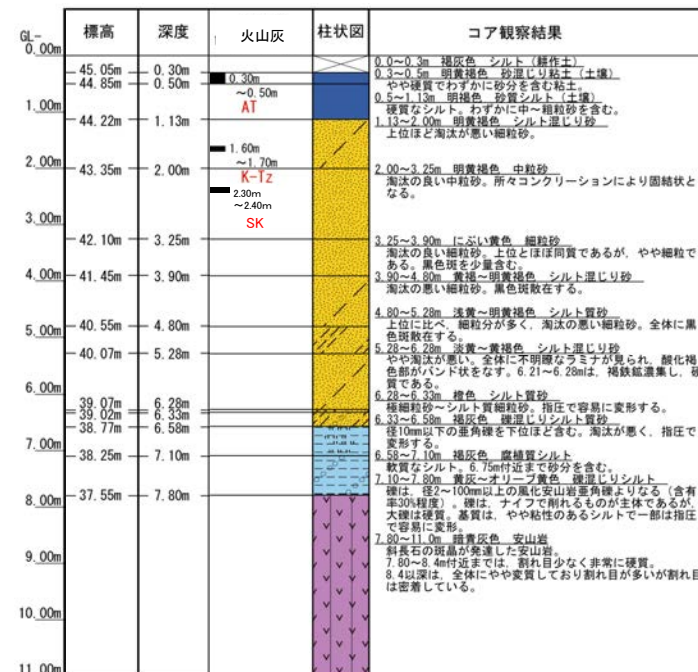 GL-
標高 深度 火山灰 柱状図 コア観察結果
0.00m
45.05m 0.30m
44.85m 0.50m
1.00m
44.22m 1.13m
2.00m
43.35m 2.00m
3.00m
42.10m 3.25m
4.00m
41.45m 3.90m
40.55m 4.80m
5.00m
40.07m 5.28m
6.00m
39.07m 6.28m
39.02m 6.33m
38.77m 6.58m
7.00m
38.25m 7.10m
37.55m 7.80m
8.00m
9.00m
10.00m
11.00m
0.30m
~0.50m
AT
1.60m
~1.70m
K-Tz
2.30m
~2.40m
SK
0.0~0.3m 褐灰色 シルト（耕作土）
0.3~0.5m 明黄褐色 砂混じり粘土（土壌）
やや硬質でわずかに砂分を含む粘土。
0.5~1.13m 明褐色 砂質シルト（土壌）
硬質なシルト。わずかに中~粗粒砂を含む。
1.13~2.00m 明黄褐色 シルト混じり砂
上位ほど淘汰が悪い細粒砂。
2.00~3.25m 明黄褐色 中粒砂
淘汰の良い中粒砂。所々コンクリーションにより固結状と
なる。
3.25~3.90m にぶい黄色 細粒砂
淘汰の良い細粒砂。上位とほぼ同質であるが，やや細粒で
ある。黒色斑を少量含む。
3.90~4.80m 黄褐~明黄褐色 シルト混じり砂
淘汰の悪い細粒砂。黒色斑散在する。
4.80~5.28m 浅黄~明黄褐色 シルト質砂
上位に比べ，細粒分が多く，淘汰の悪い細粒砂。全体に黒
色斑散在する。
5.28~6.28m 淡黄~黄褐色 シルト混じり砂
やや淘汰が悪い。全体に不明瞭なラミナが見られ，酸化褐
色部がバンド状をなす。6.21~6.28mは，褐鉄鉱濃集し，硬
質である。
6.28~6.33m 橙色 シルト質砂
極細粒砂~シルト質細粒砂。指圧で容易に変形する。
6.33~6.58m 褐灰色 礫混じりシルト質砂
径10mm以下の亜角礫を下位ほど含む。淘汰が悪く，指圧で
変形する。
6.58~7.10m 褐灰色 腐植質シルト
軟質なシルト。6.75m付近まで砂分を含む。
7.10~7.80m 黄灰~オリーブ黄色 礫混じりシルト
礫は，径2~100mm以上の風化安山岩亜角礫よりなる（含有
率30%程度）。礫は，ナイフで削れるものが主体であるが，
大礫は硬質。基質は，やや粘性のあるシルトで一部は指圧
で容易に変形。
7.80~11.0m 暗青灰色 安山岩
斜長石の斑晶が発達した安山岩。
7.80~8.4m付近までは，割れ目少なく非常に硬質。
8.4以深は，全体にやや変質しており割れ目が多いが割れ目
は密着している。